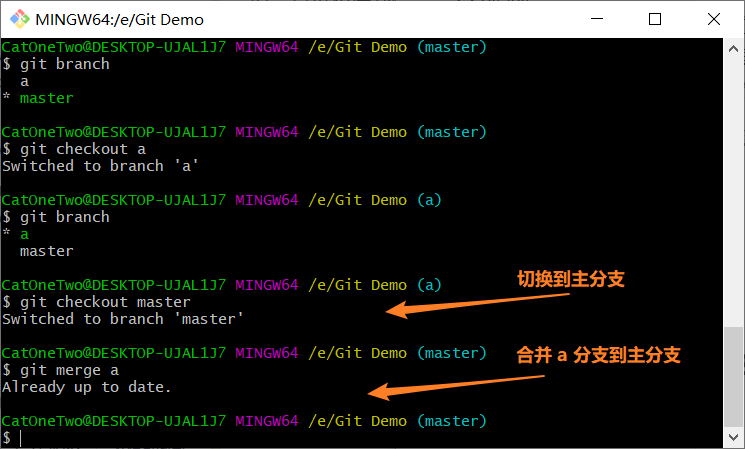 MINGW64:/e/Git Demo
CatOneTwo@DESKTOP-UJAL1J7 MINGW64 /e/Git Demo (master)
$ git branch
  a
* master
CatOneTwo@DESKTOP-UJAL1J7 MINGW64 /e/Git Demo (master)
$ git checkout a
Switched to branch 'a'
CatOneTwo@DESKTOP-UJAL1J7 MINGW64 /e/Git Demo (a)
$ git branch
* a
  master
CatOneTwo@DESKTOP-UJAL1J7 MINGW64 /e/Git Demo (a)
切换到主分支
$ git checkout master
Switched to branch 'master'
CatOneTwo@DESKTOP-UJAL1J7 MINGW64 /e/Git Demo (master)
合并 a 分支到主分支
$ git merge a
Already up to date.
CatOneTwo@DESKTOP-UJAL1J7 MINGW64 /e/Git Demo (master)
$